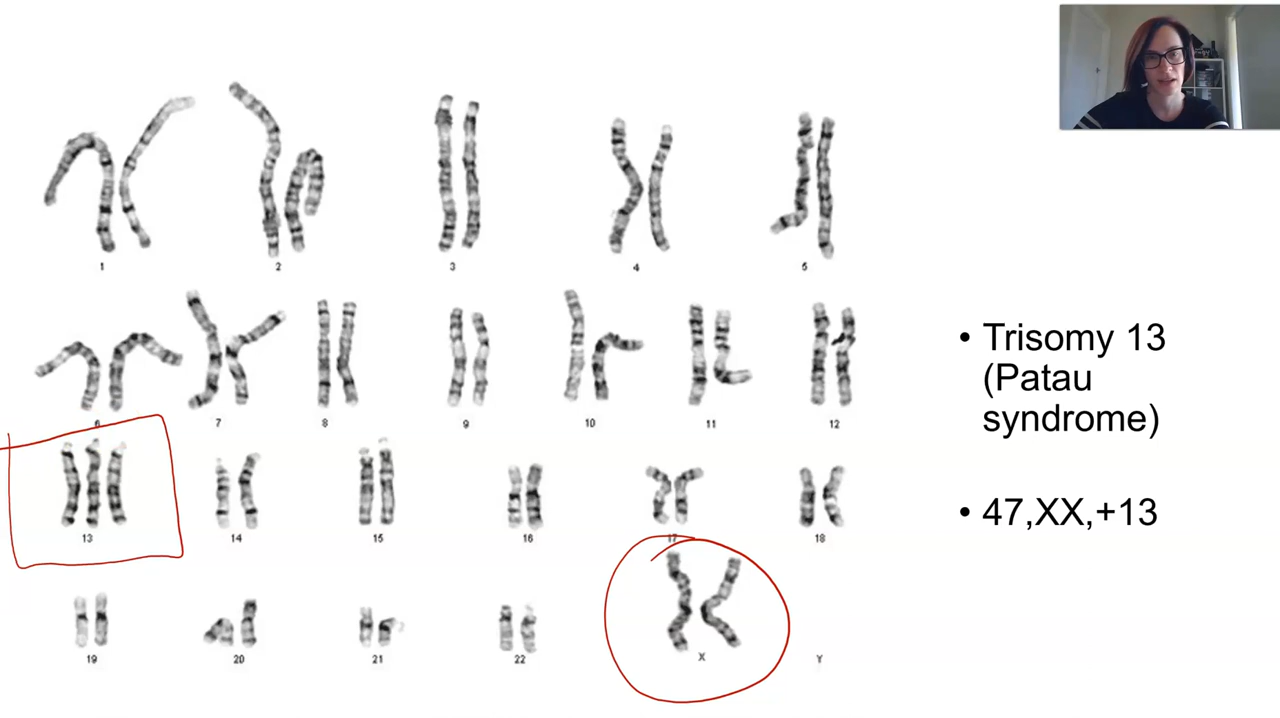 1 2 3 4 5
6 7 8 9 10 11 12
13 14 15 16 17 18
19 20 21 22 X Y
• Trisomy 13
(Patau
syndrome)
• 47,XX,+13